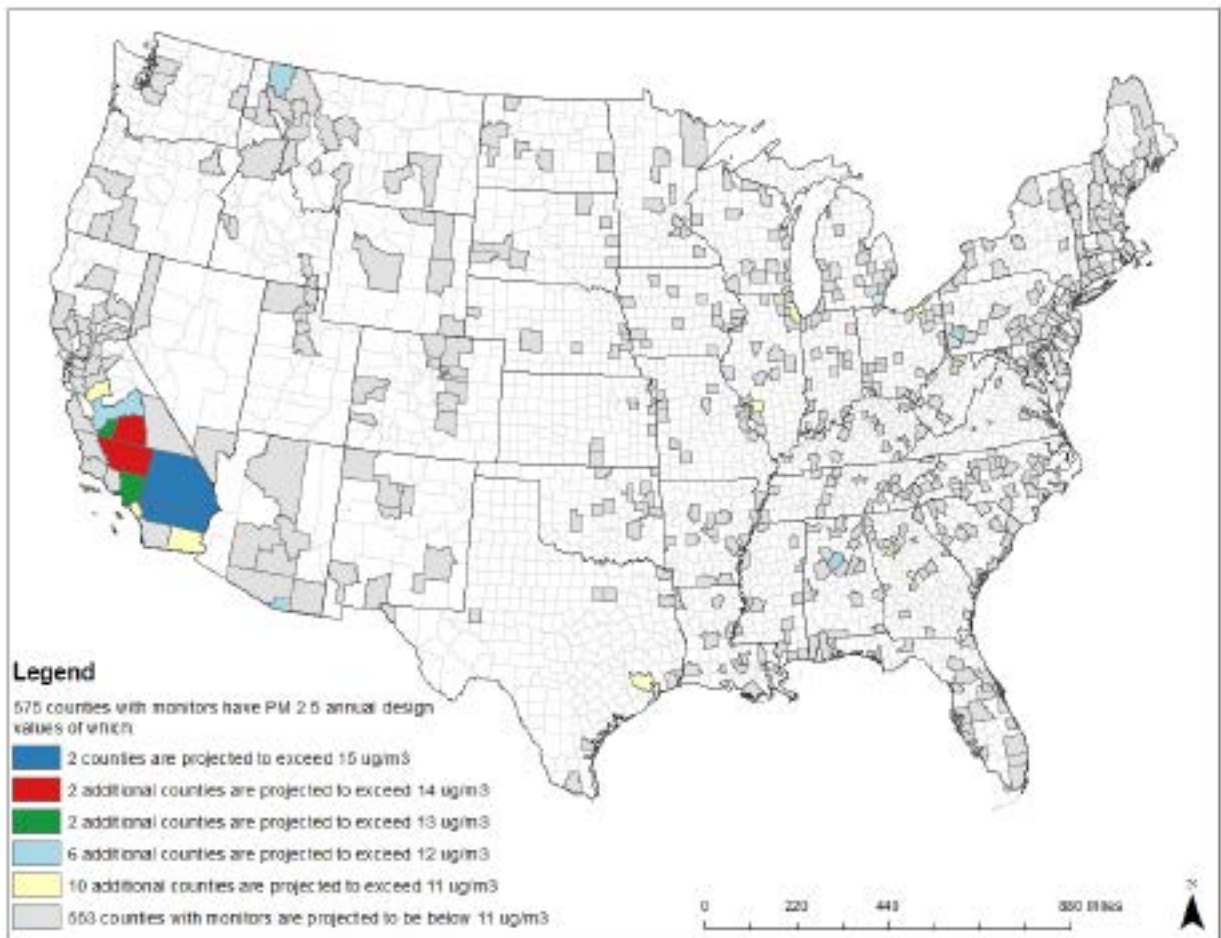 Legend
575 counties with monitors have PM 2.5 annual design
values of which:
2 counties are projected to exceed 15 ug/m3
2 additional counties are projected to exceed 14 ug/m3
2 additional counties are projected to exceed 13 ug/m3
6 additional counties are projected to exceed 12 ug/m3
10 additional counties are projected to exceed 11 ug/m3
553 counties with monitors are projected to be below 11 ug/m3
0 220 440 880 Miles
N